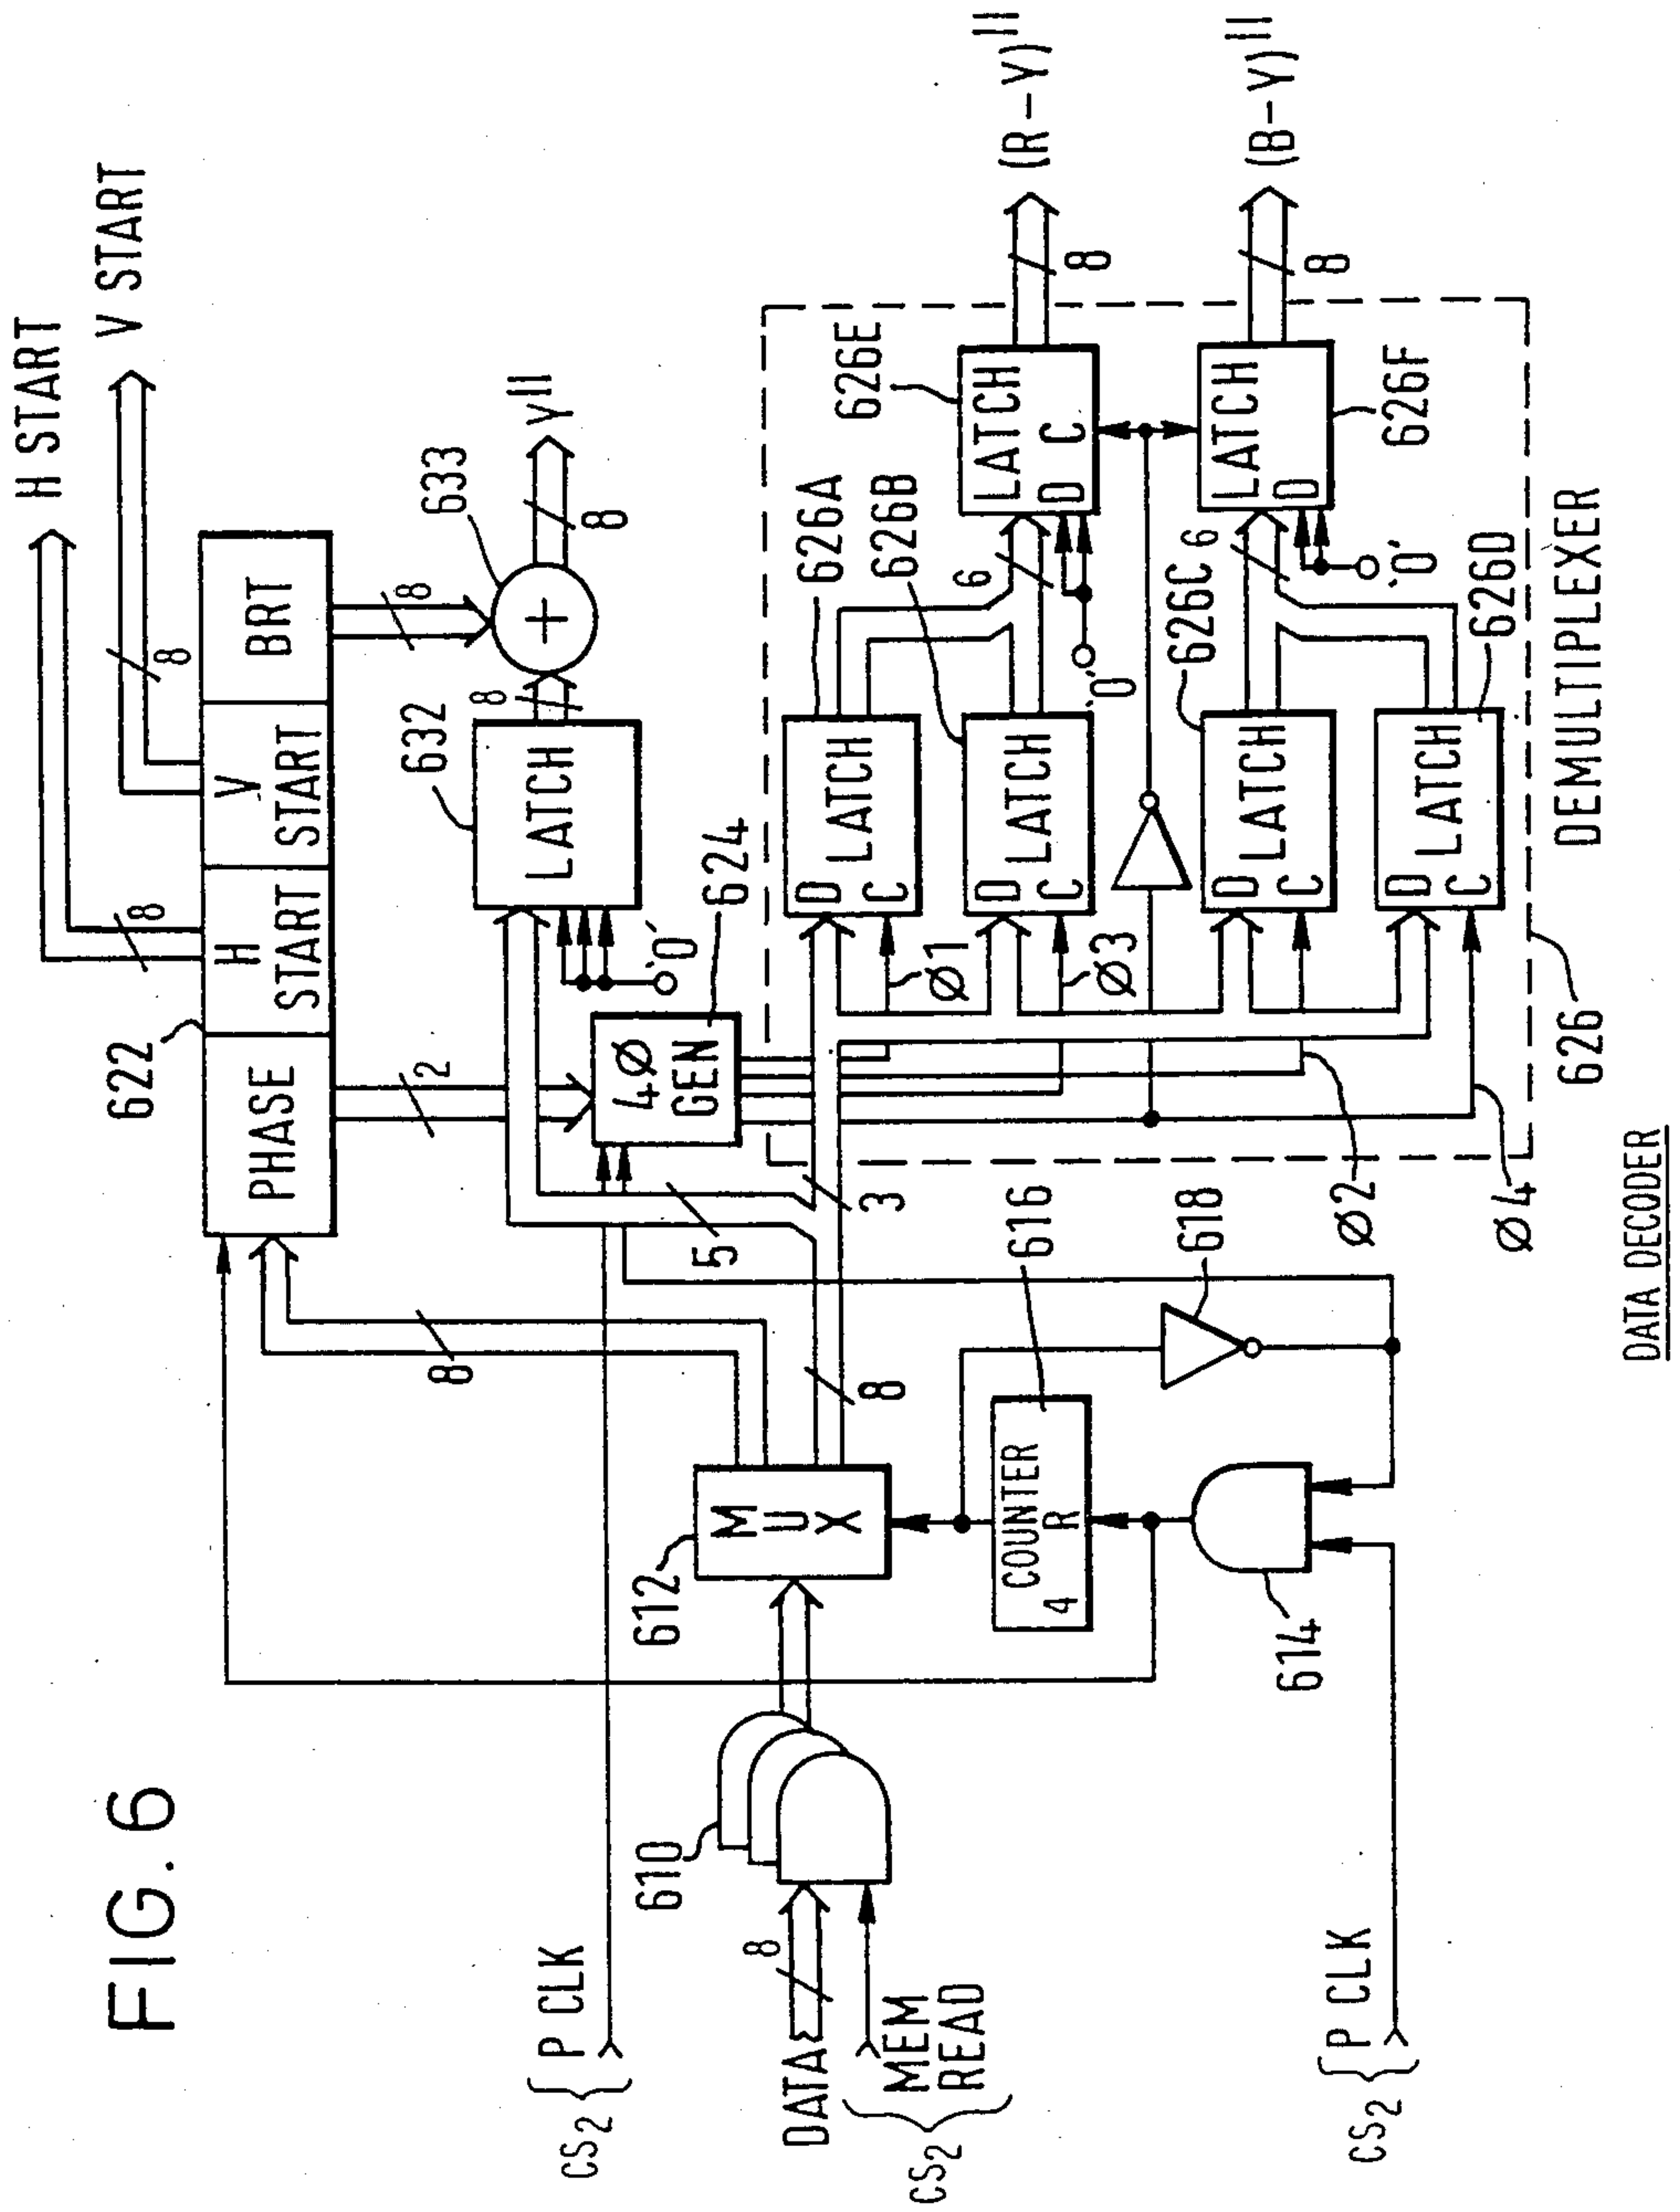 FIG. 6
H START
V START
622
PHASE
H START
V START
BRT
8
8
8
2
632
LATCH
8
633
+
8
Y"
P CLK
CS2
5
8
4Ø GEN
624
'0'
DATA
8
MEM READ
CS2
610
612
MUX
8
3
COUNTER
4 R
616
618
614
P CLK
CS2
Ø1
Ø3
Ø2
Ø4
D LATCH C
626A
D LATCH C
626B
D LATCH C
626C
D LATCH C
626D
6
'0'
LATCH
D C
626E
8
(R-Y)"
6
'0'
LATCH
D
626F
8
(B-Y)"
626
DEMULTIPLEXER
DATA DECODER